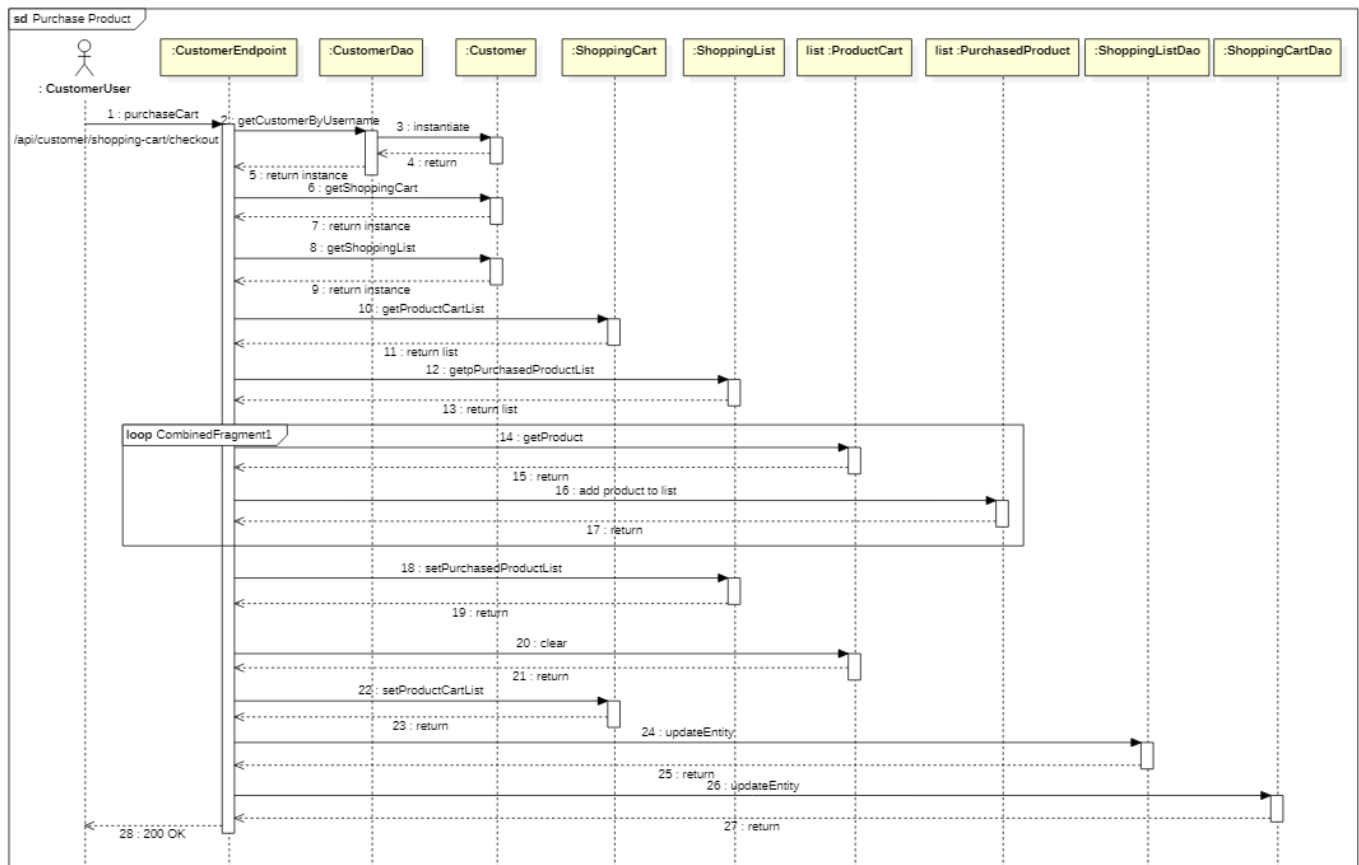 sd Purchase Product
:CustomerEndpoint
:CustomerDao
:Customer
:ShoppingCart
:ShoppingList
list :ProductCart
list :PurchasedProduct
:ShoppingListDao
:ShoppingCartDao
: CustomerUser
1 : purchaseCart
/api/customer/shopping-cart/checkout
2 : getCustomerByUsername
3 : instantiate
4 : return
5 : return instance
6 : getShoppingCart
7 : return instance
8 : getShoppingList
9 : return instance
10 : getProductCartList
11 : return list
12 : getpPurchasedProductList
13 : return list
loop CombinedFragment1
14 : getProduct
15 : return
16 : add product to list
17 : return
18 : setPurchasedProductList
19 : return
20 : clear
21 : return
22 : setProductCartList
23 : return
24 : updateEntity
25 : return
26 : updateEntity
27 : return
28 : 200 OK